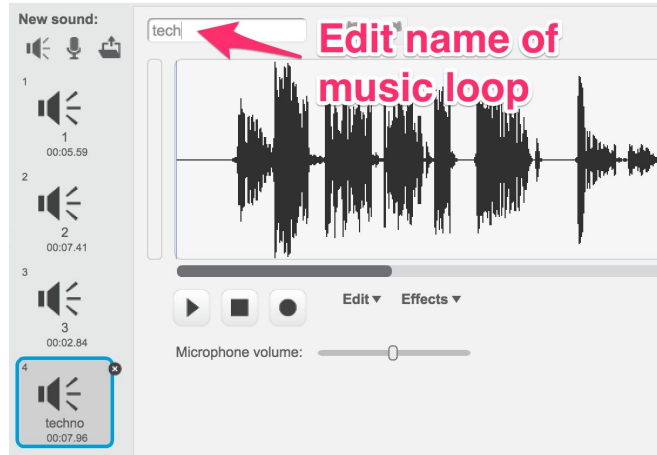 New sound:
tech
Edit name of
music loop
1
1
00:05.59
2
2
00:07.41
3
3
00:02.84
4
techno
00:07.96
Edit ▾ Effects ▾
Microphone volume: